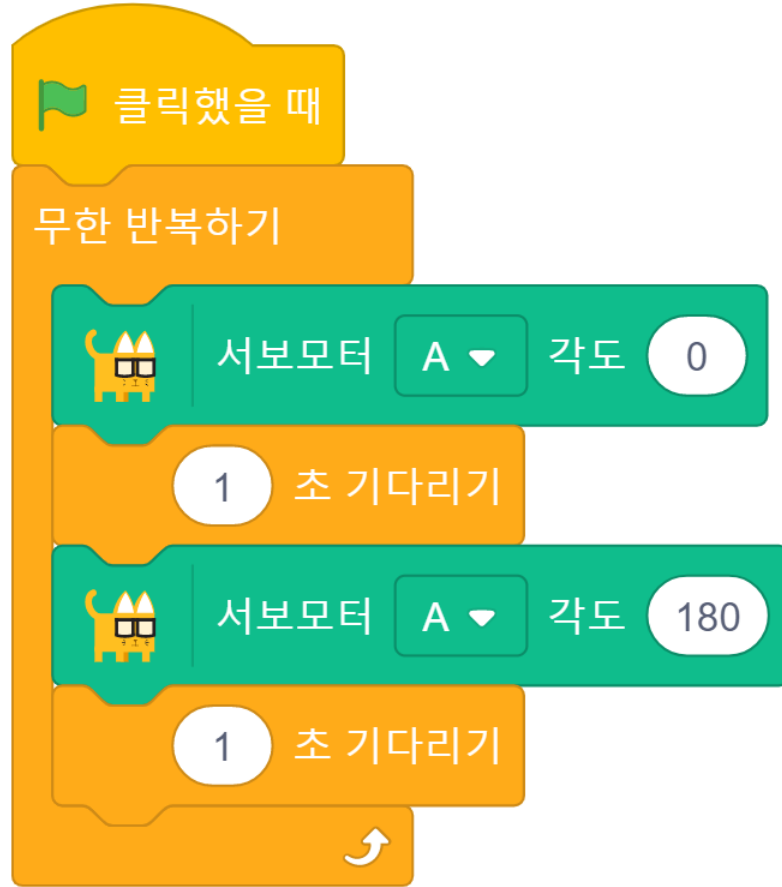 클릭했을 때
무한 반복하기
서보모터 A 각도 0
1 초 기다리기
서보모터 A 각도 180
1 초 기다리기